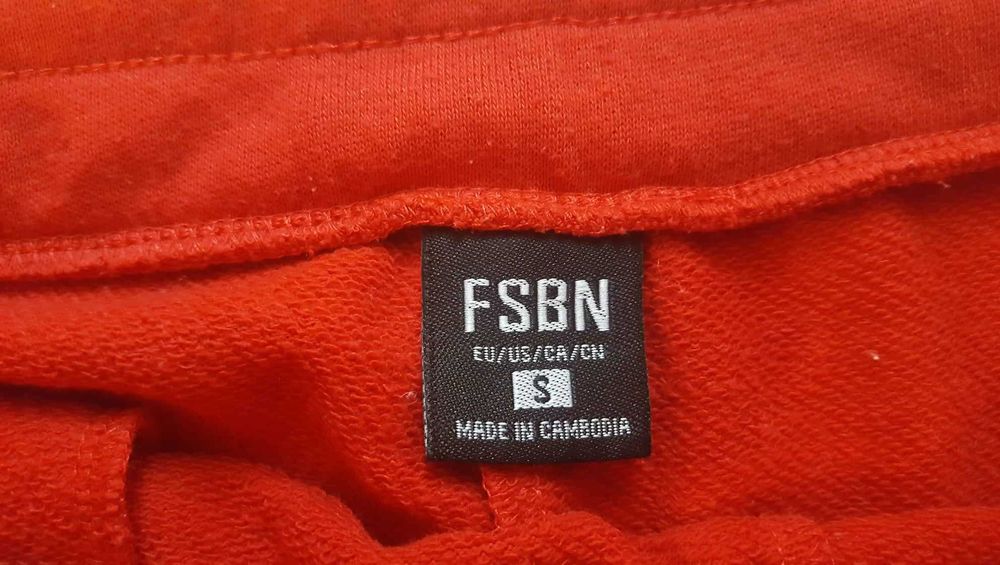 FSBN
EU/US/CA/CN
S
MADE IN CAMBODIA